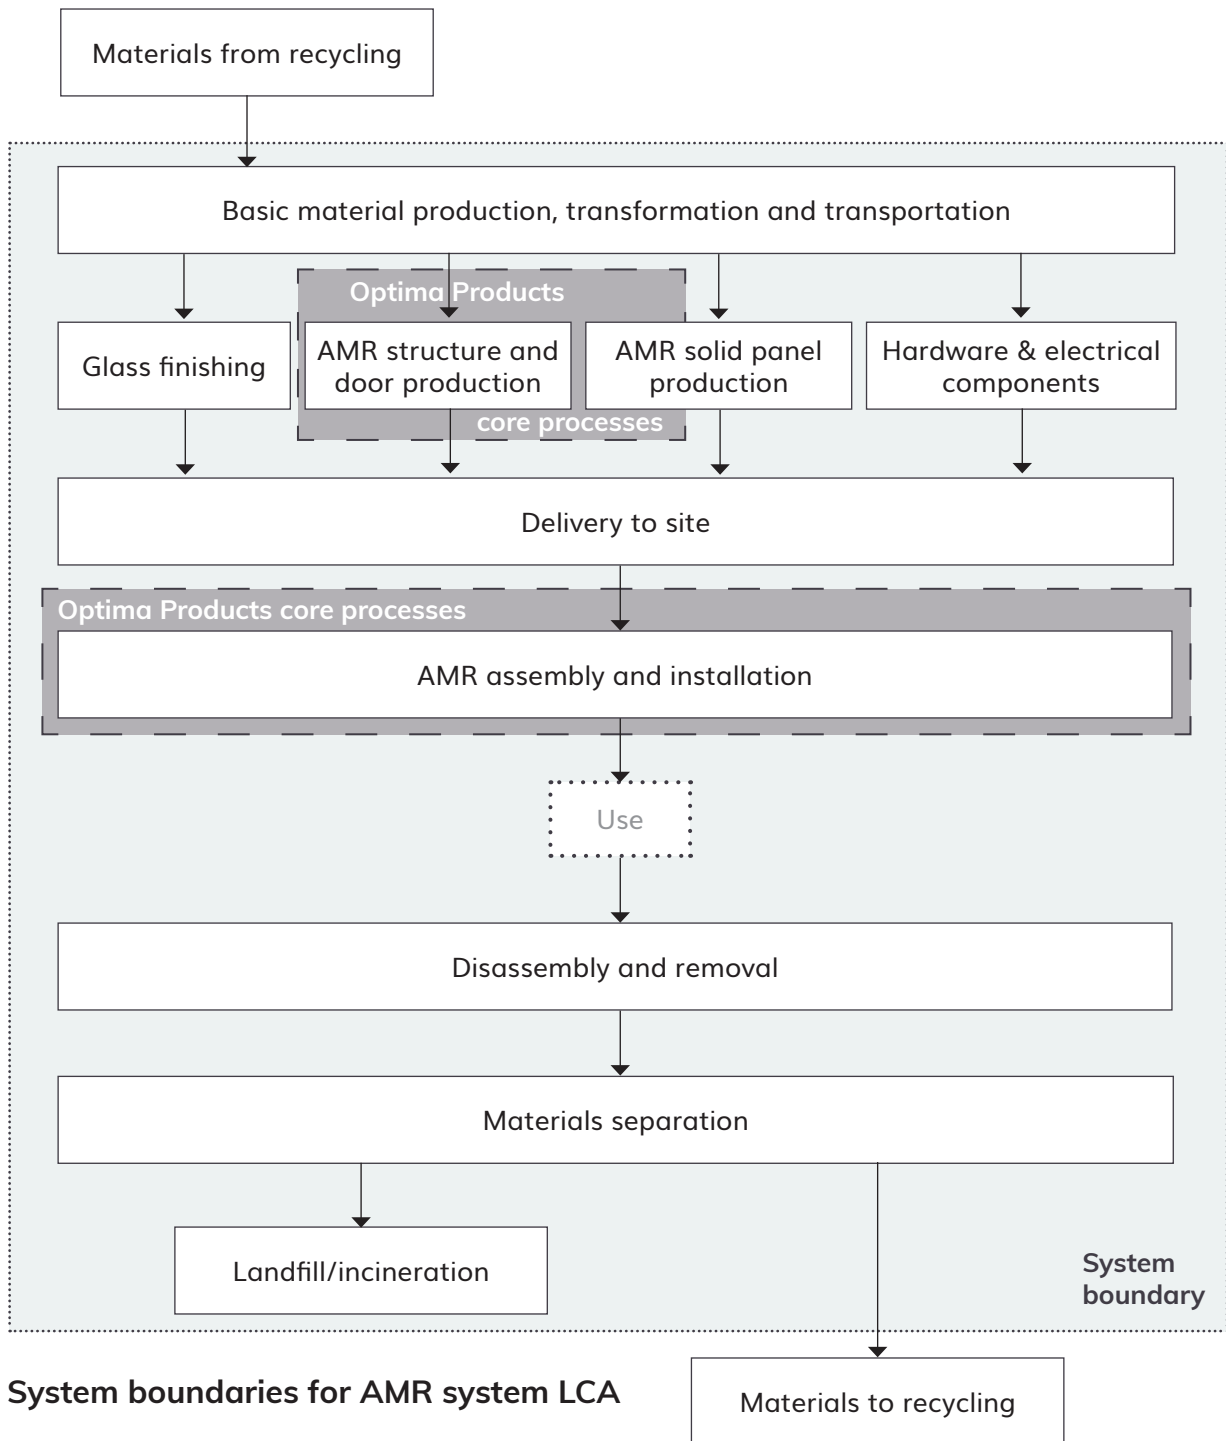 Materials from recycling
Basic material production, transformation and transportation
Optima Products
Glass finishing
AMR structure and
door production
AMR solid panel
production
Hardware & electrical
components
core processes
Delivery to site
Optima Products core processes
AMR assembly and installation
Use
Disassembly and removal
Materials separation
Landfill/incineration
System
boundary
System boundaries for AMR system LCA
Materials to recycling